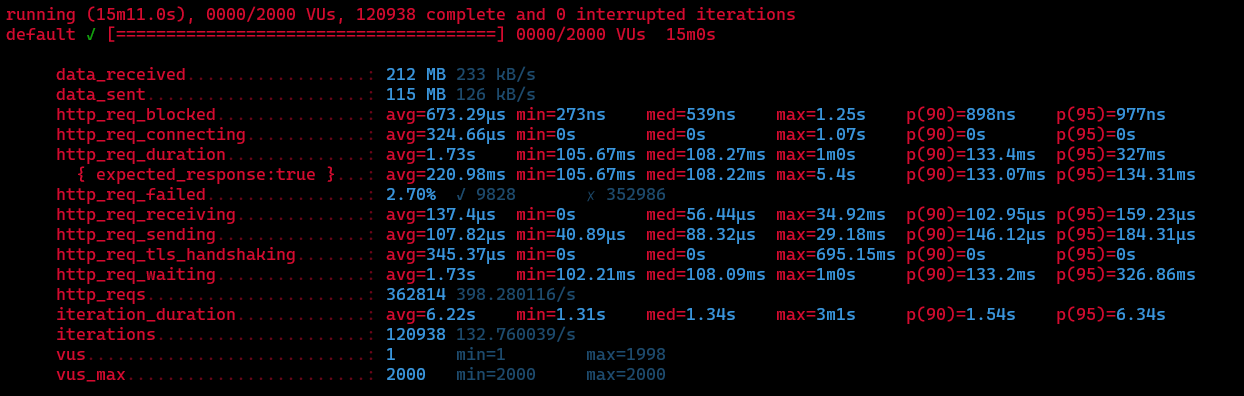 running (15m11.0s), 0000/2000 VUs, 120938 complete and 0 interrupted iterations
default ✓ [======================================] 0000/2000 VUs  15m0s
data_received..................: 212 MB 233 kB/s
data_sent......................: 115 MB 126 kB/s
http_req_blocked...............: avg=673.29µs min=273ns    med=539ns    max=1.25s    p(90)=898ns    p(95)=977ns
http_req_connecting............: avg=324.66µs min=0s       med=0s       max=1.07s    p(90)=0s       p(95)=0s
http_req_duration..............: avg=1.73s    min=105.67ms med=108.27ms max=1m0s     p(90)=133.4ms  p(95)=327ms
{ expected_response:true }...: avg=220.98ms min=105.67ms med=108.22ms max=5.4s     p(90)=133.07ms p(95)=134.31ms
http_req_failed................: 2.70%  ✓ 9828       ✗ 352986
http_req_receiving.............: avg=137.4µs  min=0s       med=56.44µs  max=34.92ms  p(90)=102.95µs p(95)=159.23µs
http_req_sending...............: avg=107.82µs min=40.89µs  med=88.32µs  max=29.18ms  p(90)=146.12µs p(95)=184.31µs
http_req_tls_handshaking.......: avg=345.37µs min=0s       med=0s       max=695.15ms p(90)=0s       p(95)=0s
http_req_waiting...............: avg=1.73s    min=102.21ms med=108.09ms max=1m0s     p(90)=133.2ms  p(95)=326.86ms
http_reqs......................: 362814 398.280116/s
iteration_duration.............: avg=6.22s    min=1.31s    med=1.34s    max=3m1s     p(90)=1.54s    p(95)=6.34s
iterations.....................: 120938 132.760039/s
vus............................: 1      min=1        max=1998
vus_max........................: 2000   min=2000     max=2000